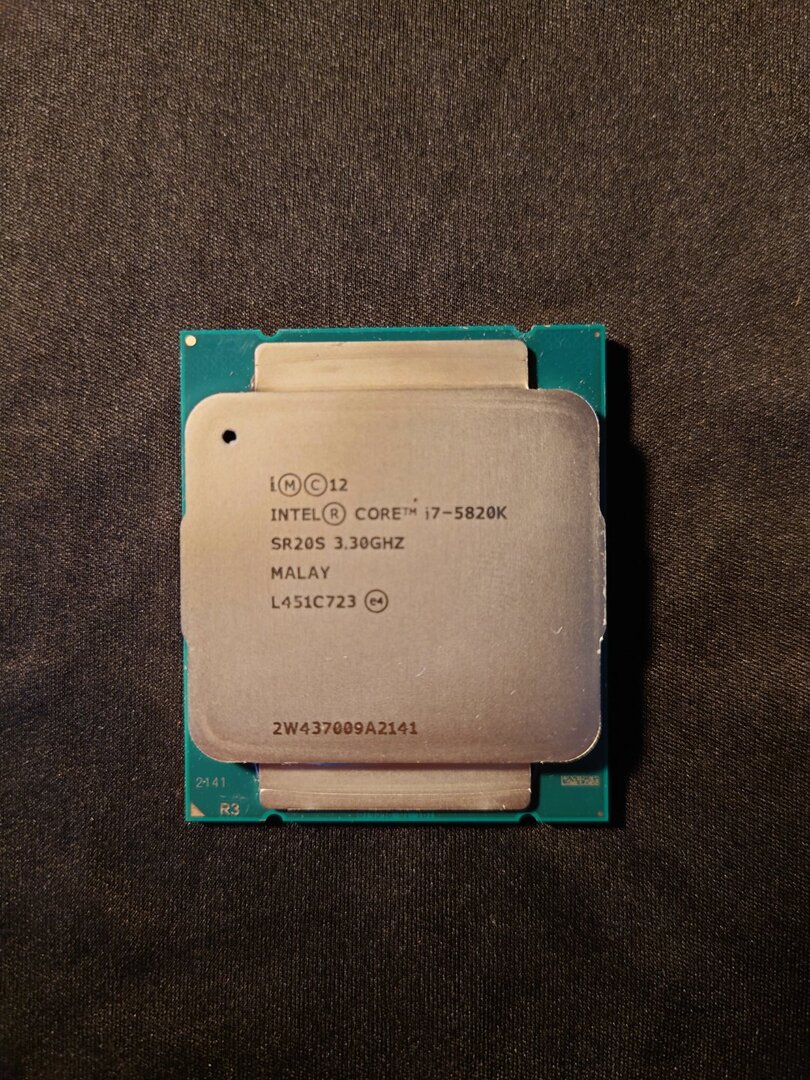 i Ⓜ Ⓒ 12
INTEL® CORE™ i7-5820K
SR20S 3.30GHZ
MALAY
L451C723 e4
2W437009A2141
2141
R3